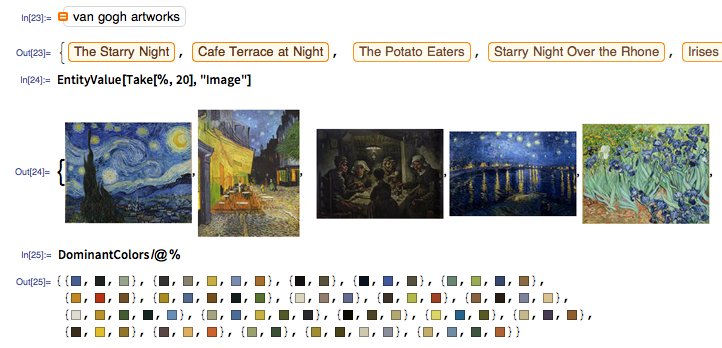 In[23]:= van gogh artworks
Out[23]= { The Starry Night , Cafe Terrace at Night , The Potato Eaters , Starry Night Over the Rhone , Irises
In[24]:= EntityValue[Take[%, 20], "Image"]
Out[24]= { , , , ,
In[25]:= DominantColors/@%
Out[25]= { { , , } , { , , , , } , { , } , { , , } , { , , , } ,